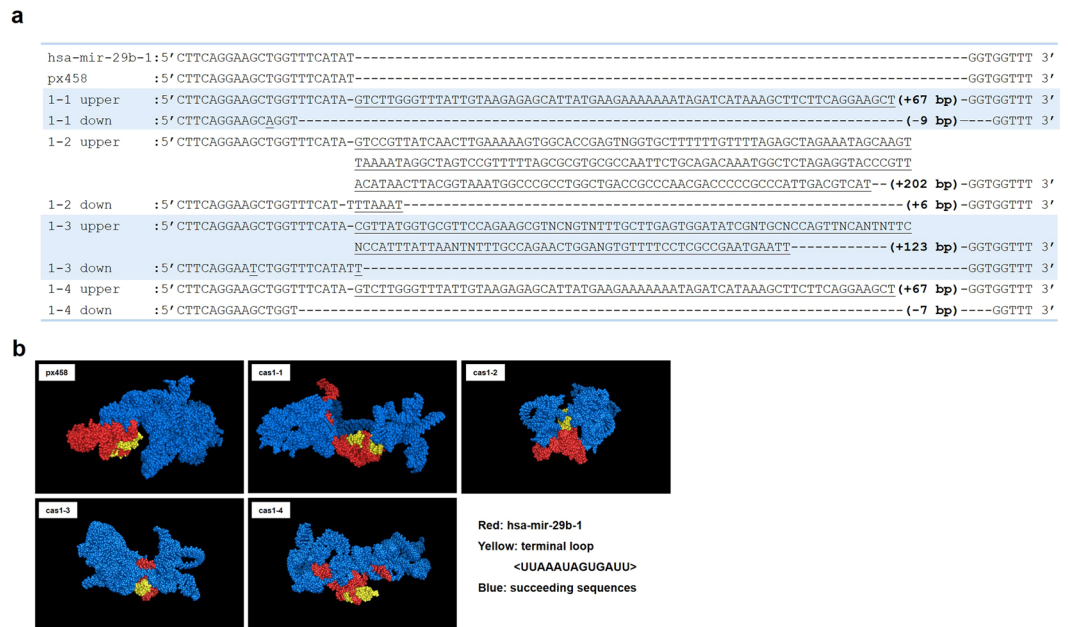 a
hsa-mir-29b-1:5’CTTCAGGAAGCTGGTTTCATAT--------------------------------------------------------------------GGTGGTTT 3’
px458 :5’CTTCAGGAAGCTGGTTTCATAT--------------------------------------------------------------------GGTGGTTT 3’
1-1 upper :5’CTTCAGGAAGCTGGTTTCATA-GTCTTGGGTTTATTGTAAGAGAGCATTATGAAGAAAAAAATAGATCATAAAGCTTCTTCAGGAAGCT(+67 bp)-GGTGGTTT 3’
1-1 down :5’CTTCAGGAAGCAGGT--------------------------------------------------------------------(-9 bp)----GGTTT 3’
1-2 upper :5’CTTCAGGAAGCTGGTTTCATA-GTCCGTTATCAACTTGAAAAAGTGGCACCGAGTNGGTGCTTTTTTTGTTTTAGAGCTAGAAATAGCAAGT
TAAAATAGGCTAGTCCGTTTTTAGCGCGTGCGCCAATTCTGCAGACAAATGGCTCTAGAGGTACCCGTT
ACATAACTTACGGTAAATGGCCCGCCTGGCTGACCGCCCAACGACCCCCGCCCATTGACGTCAT--(+202 bp)-GGTGGTTT 3’
1-2 down :5’CTTCAGGAAGCTGGTTTCAT-TTTAAAT--------------------------------------------------------------(+6 bp)-GGTGGTTT 3’
1-3 upper :5’CTTCAGGAAGCTGGTTTCATA-CGTTATGGTGCGTTCCAGAAGCGTNCNGTNTTTGCTTGAGTGGATATCGNTGNCNCCAGTTNCANTNTTC
NCCATTTATTAANTNTTTGCCAGAACTGGANGTGTTTTCCTCGCCGAATGAATT------------(+123 bp)-GGTGGTTT 3’
1-3 down :5’CTTCAGGAATCTGGTTTCATATT-------------------------------------------------------------------GGTGGTTT 3’
1-4 upper :5’CTTCAGGAAGCTGGTTTCATA-GTCTTGGGTTTATTGTAAGAGAGCATTATGAAGAAAAAAATAGATCATAAAGCTTCTTCAGGAAGCT(+67 bp)-GGTGGTTT 3’
1-4 down :5’CTTCAGGAAGCTGGT--------------------------------------------------------------------(-7 bp)----GGTTT 3’
b
px458
cas1-1
cas1-2
cas1-3
cas1-4
Red: hsa-mir-29b-1
Yellow: terminal loop
<UUAAAUAGUGAUU>
Blue: succeeding sequences